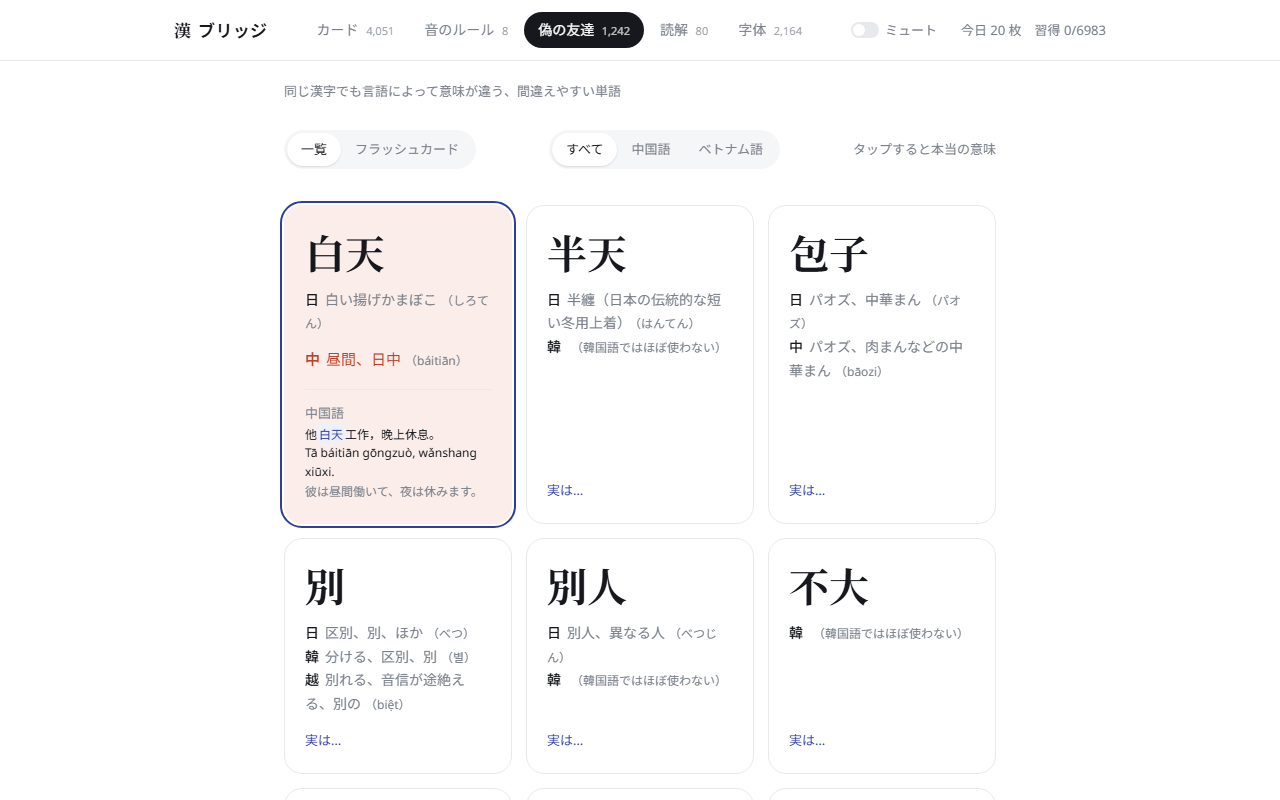 漢 ブリッジ
カード 4,051
音のルール 8
偽の友達 1,242
読解 80
字体 2,164
ミュート
今日 20 枚
習得 0/6983
同じ漢字でも言語によって意味が違う、間違えやすい単語
一覧
フラッシュカード
すべて
中国語
ベトナム語
タップすると本当の意味
白天
日 白い揚げかまぼこ （しろて
ん）
中 昼間、日中 （báitiān）
中国語
他白天工作，晚上休息。
Tā báitiān gōngzuò, wǎnshang
xiūxi.
彼は昼間働いて、夜は休みます。
半天
日 半纏（日本の伝統的な短
い冬用上着）（はんてん）
韓 （韓国語ではほぼ使わない）
実は…
包子
日 パオズ、中華まん （パオ
ズ）
中 パオズ、肉まんなどの中
華まん （bāozi）
実は…
別
日 区別、別、ほか （べつ）
韓 分ける、区別、別 （별）
越 別れる、音信が途絶え
る、別の （biệt）
実は…
別人
日 別人、異なる人 （べつじ
ん）
韓 （韓国語ではほぼ使わない）
実は…
不大
韓 （韓国語ではほぼ使わない）
実は…